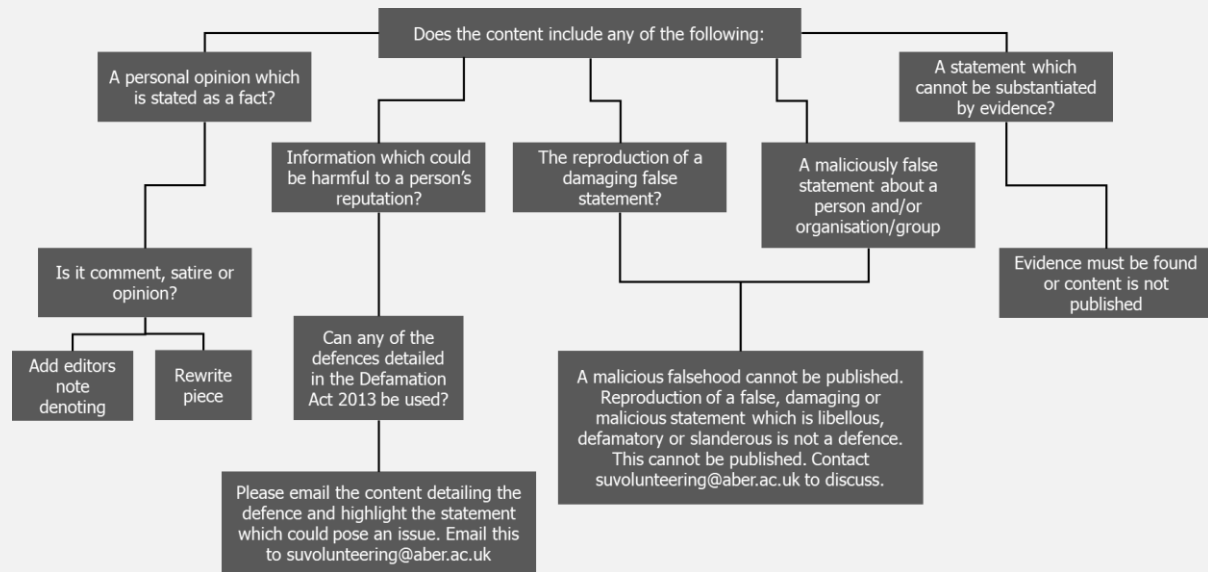 Does the content include any of the following:
A personal opinion which
is stated as a fact?
A statement which
cannot be substantiated
by evidence?
Information which could
be harmful to a person's
reputation?
The reproduction of a
damaging false
statement?
A maliciously false
statement about a
person and/or
organisation/group
Is it comment, satire or
opinion?
Evidence must be found
or content is not
published
Add editors
note
denoting
Rewrite
piece
Can any of the
defences detailed
in the Defamation
Act 2013 be used?
A malicious falsehood cannot be published.
Reproduction of a false, damaging or
malicious statement which is libellous,
defamatory or slanderous is not a defence.
This cannot be published. Contact
suvolunteering@aber.ac.uk to discuss.
Please email the content detailing the
defence and highlight the statement
which could pose an issue. Email this
to suvolunteering@aber.ac.uk